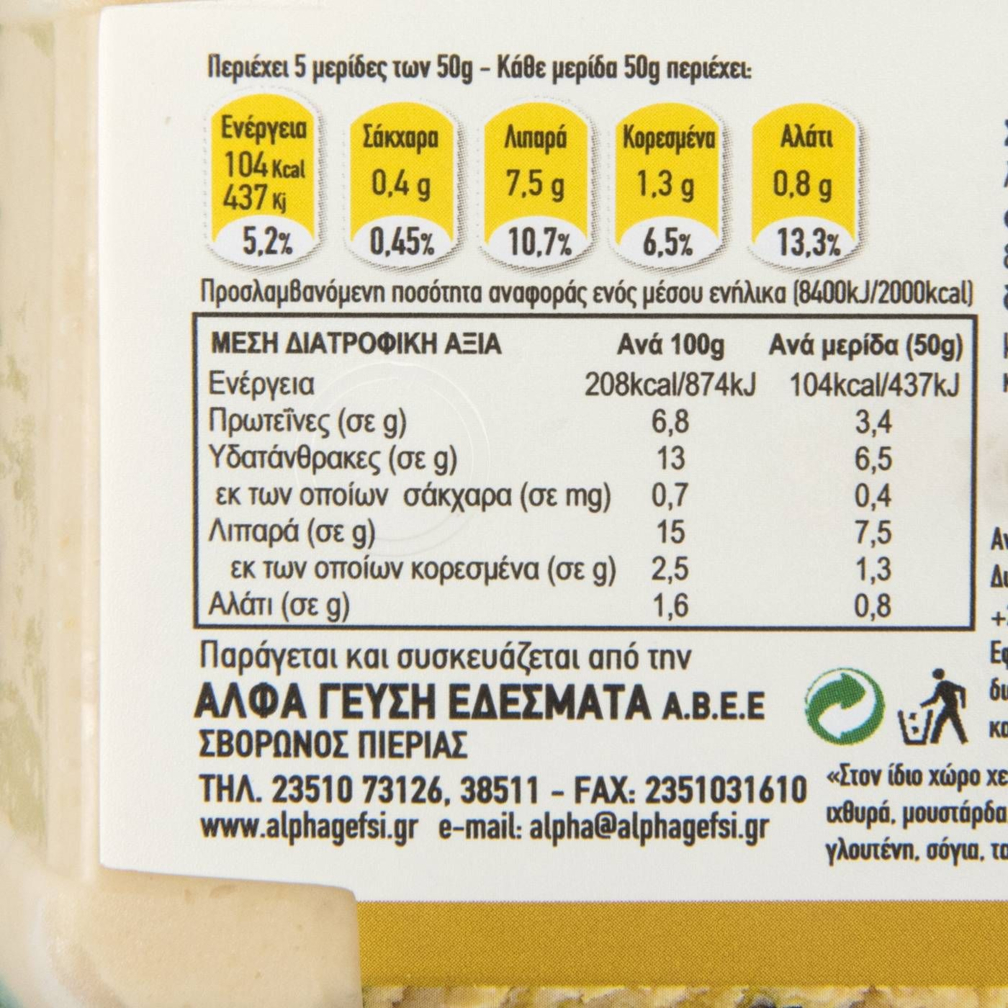 Περιέχει 5 μερίδες των 50g - Κάθε μερίδα 50g περιέχει:
Ενέργεια
104 Kcal
437 Kj
5,2%
Σάκχαρα
0,4 g
0,45%
Λιπαρά
7,5 g
10,7%
Κορεσμένα
1,3 g
6,5%
Αλάτι
0,8 g
13,3%
Προσλαμβανόμενη ποσότητα αναφοράς ενός μέσου ενήλικα (8400kJ/2000kcal)
ΜΕΣΗ ΔΙΑΤΡΟΦΙΚΗ ΑΞΙΑ Ανά 100g Ανά μερίδα (50g)
Ενέργεια 208kcal/874kJ 104kcal/437kJ
Πρωτεΐνες (σε g) 6,8 3,4
Υδατάνθρακες (σε g) 13 6,5
εκ των οποίων σάκχαρα (σε mg) 0,7 0,4
Λιπαρά (σε g) 15 7,5
εκ των οποίων κορεσμένα (σε g) 2,5 1,3
Αλάτι (σε g) 1,6 0,8
Παράγεται και συσκευάζεται από την
ΑΛΦΑ ΓΕΥΣΗ ΕΔΕΣΜΑΤΑ Α.Β.Ε.Ε
ΣΒΟΡΩΝΟΣ ΠΙΕΡΙΑΣ
ΤΗΛ. 23510 73126, 38511 - FAX: 2351031610
www.alphagefsi.gr e-mail: alpha@alphagefsi.gr
«Στον ίδιο χώρο
ιχθυρά, μουστάρδα
γλουτένη, σόγια,